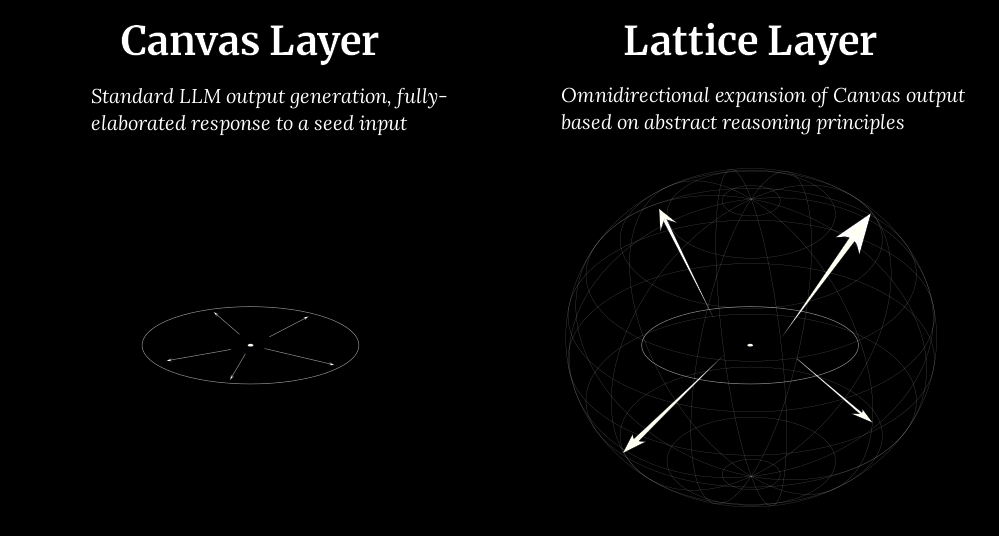 Canvas Layer
Standard LLM output generation, fully-
elaborated response to a seed input
Lattice Layer
Omnidirectional expansion of Canvas output
based on abstract reasoning principles